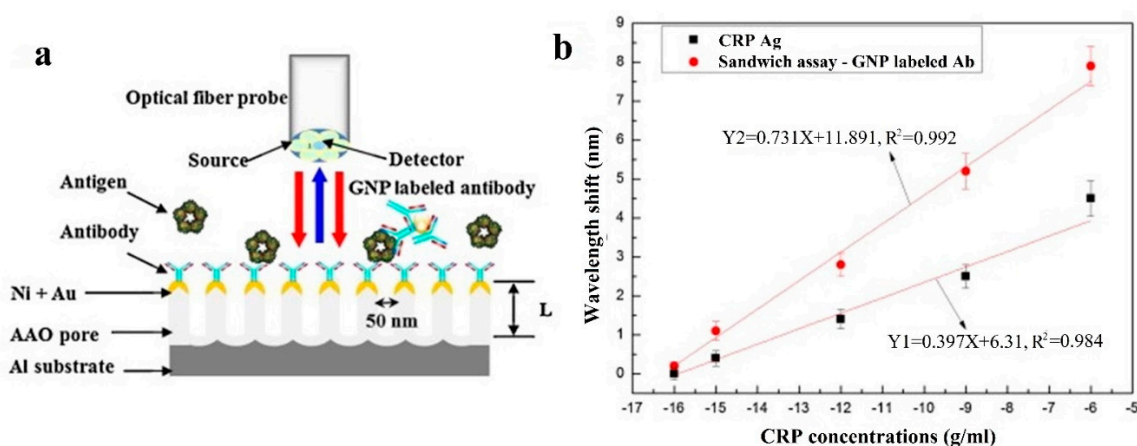 a
Optical fiber probe
Source
Detector
Antigen
GNP labeled antibody
Antibody
Ni + Au
L
50 nm
AAO pore
Al substrate
b
CRP Ag
Sandwich assay - GNP labeled Ab
Y2=0.731X+11.891, R²=0.992
Y1=0.397X+6.31, R²=0.984
Wavelength shift (nm)
9
8
7
6
5
4
3
2
1
0
-17 -16 -15 -14 -13 -12 -11 -10 -9 -8 -7 -6 -5
CRP concentrations (g/ml)